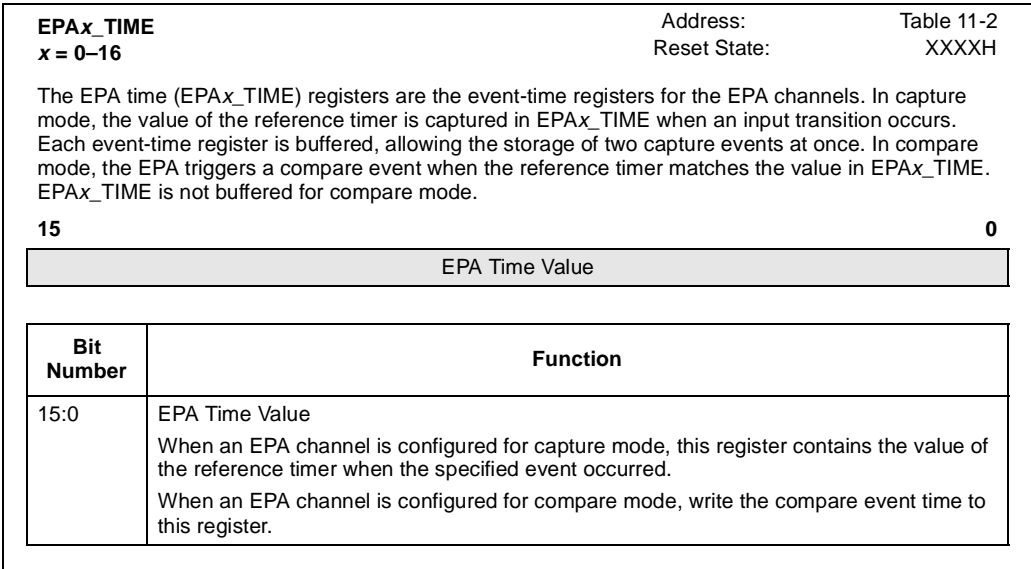 EPAx_TIME
x = 0–16
Address: Table 11-2
Reset State: XXXXH
The EPA time (EPAx_TIME) registers are the event-time registers for the EPA channels. In capture
mode, the value of the reference timer is captured in EPAx_TIME when an input transition occurs.
Each event-time register is buffered, allowing the storage of two capture events at once. In compare
mode, the EPA triggers a compare event when the reference timer matches the value in EPAx_TIME.
EPAx_TIME is not buffered for compare mode.
15 0
EPA Time Value
Bit
Number
Function
15:0 EPA Time Value
When an EPA channel is configured for capture mode, this register contains the value of
the reference timer when the specified event occurred.
When an EPA channel is configured for compare mode, write the compare event time to
this register.